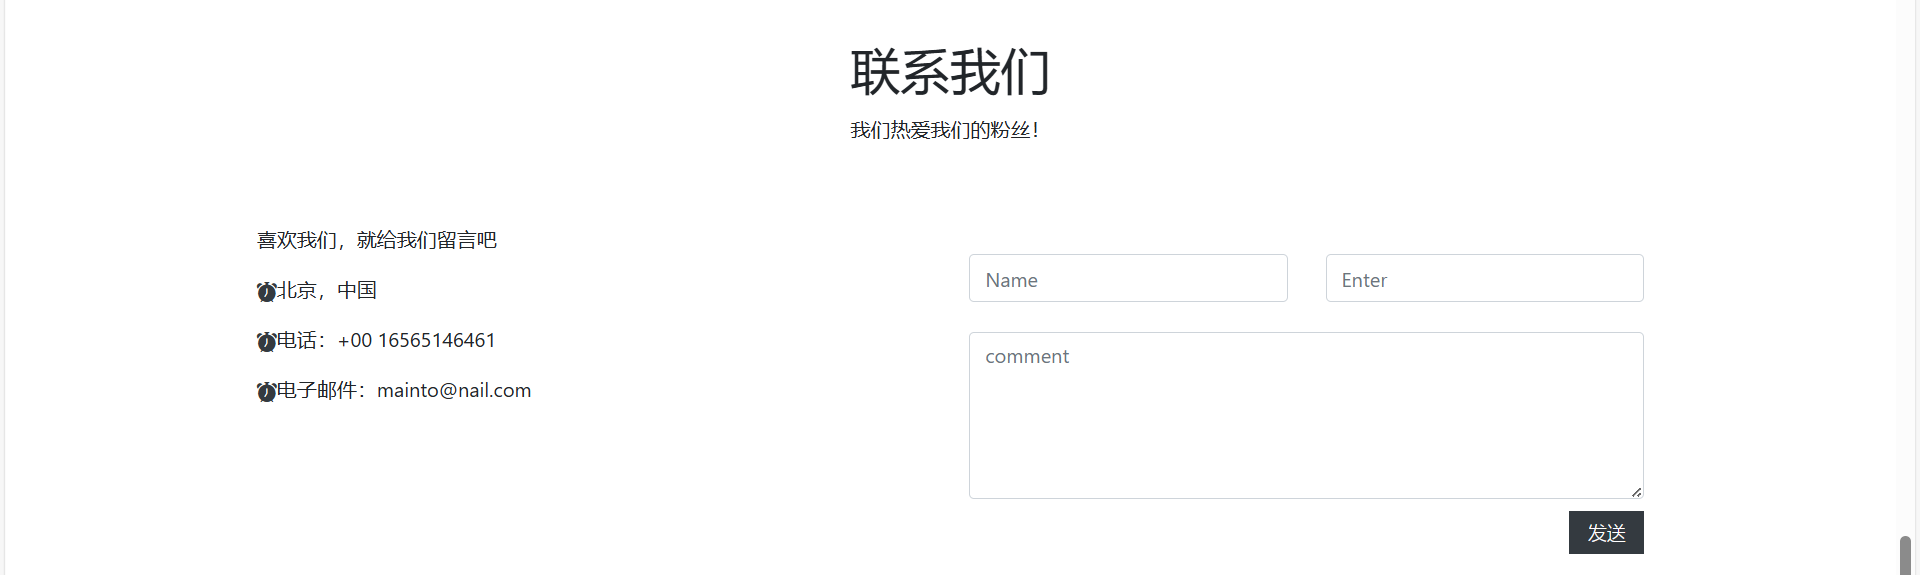 联系我们
我们热爱我们的粉丝！
喜欢我们，就给我们留言吧
北京，中国
电话：+00 16565146461
电子邮件：mainto@nail.com
Name
Enter
comment
发送